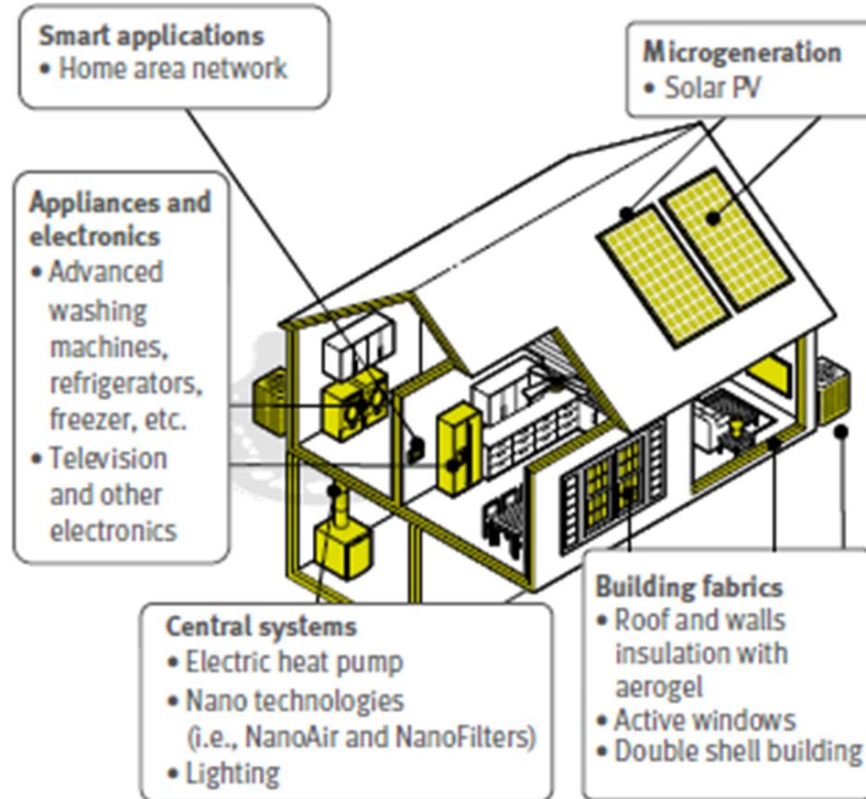 Smart applications
• Home area network
Microgeneration
• Solar PV
Appliances and
electronics
• Advanced
washing
machines,
refrigerators,
freezer, etc.
• Television
and other
electronics
Central systems
• Electric heat pump
• Nano technologies
(i.e., NanoAir and NanoFilters)
• Lighting
Building fabrics
• Roof and walls
insulation with
aerogel
• Active windows
• Double shell building